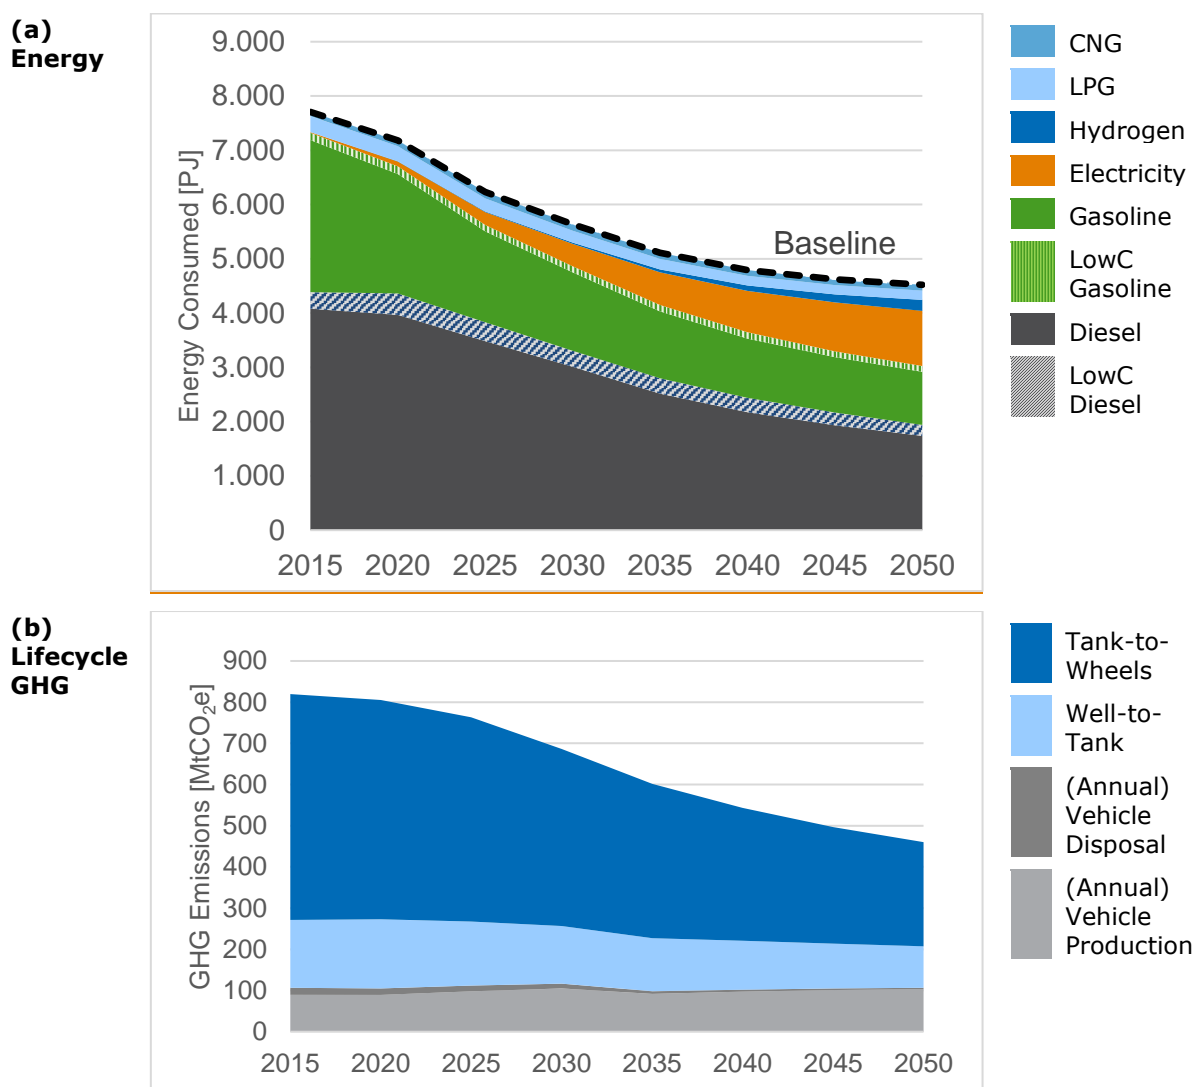 (a)
Energy
Energy Consumed [PJ]
9.000
8.000
7.000
6.000
5.000
4.000
3.000
2.000
1.000
0
Baseline
2015 2020 2025 2030 2035 2040 2045 2050
CNG
LPG
Hydrogen
Electricity
Gasoline
LowC
Gasoline
Diesel
LowC
Diesel
(b)
Lifecycle
GHG
GHG Emissions [MtCO₂e]
900
800
700
600
500
400
300
200
100
0
2015 2020 2025 2030 2035 2040 2045 2050
Tank-to-
Wheels
Well-to-
Tank
(Annual)
Vehicle
Disposal
(Annual)
Vehicle
Production